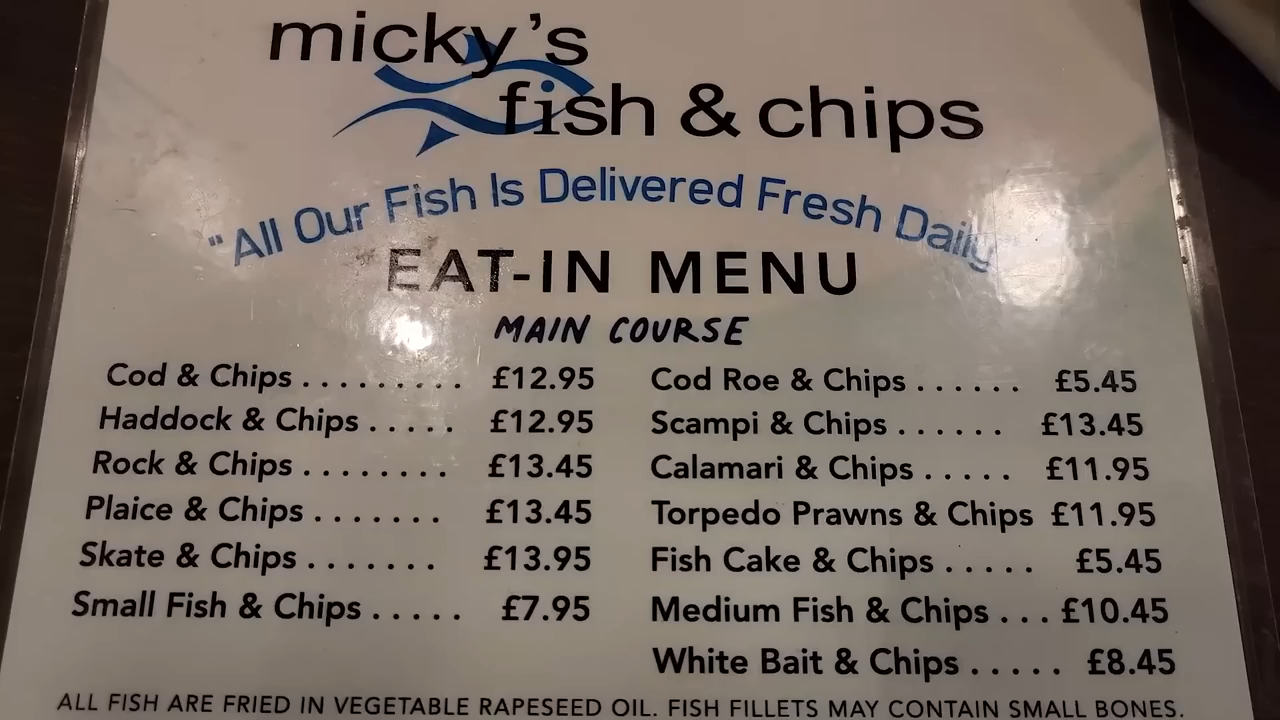 micky's
fish & chips
"All Our Fish Is Delivered Fresh Daily"
EAT-IN MENU
MAIN COURSE
Cod & Chips . . . . . . . . . £12.95
Haddock & Chips . . . . . £12.95
Rock & Chips . . . . . . . . £13.45
Plaice & Chips . . . . . . . £13.45
Skate & Chips . . . . . . . £13.95
Small Fish & Chips . . . . . £7.95
Cod Roe & Chips . . . . . . £5.45
Scampi & Chips . . . . . . £13.45
Calamari & Chips . . . . . £11.95
Torpedo Prawns & Chips £11.95
Fish Cake & Chips . . . . . £5.45
Medium Fish & Chips . . . £10.45
White Bait & Chips . . . . . £8.45
ALL FISH ARE FRIED IN VEGETABLE RAPESEED OIL. FISH FILLETS MAY CONTAIN SMALL BONES.